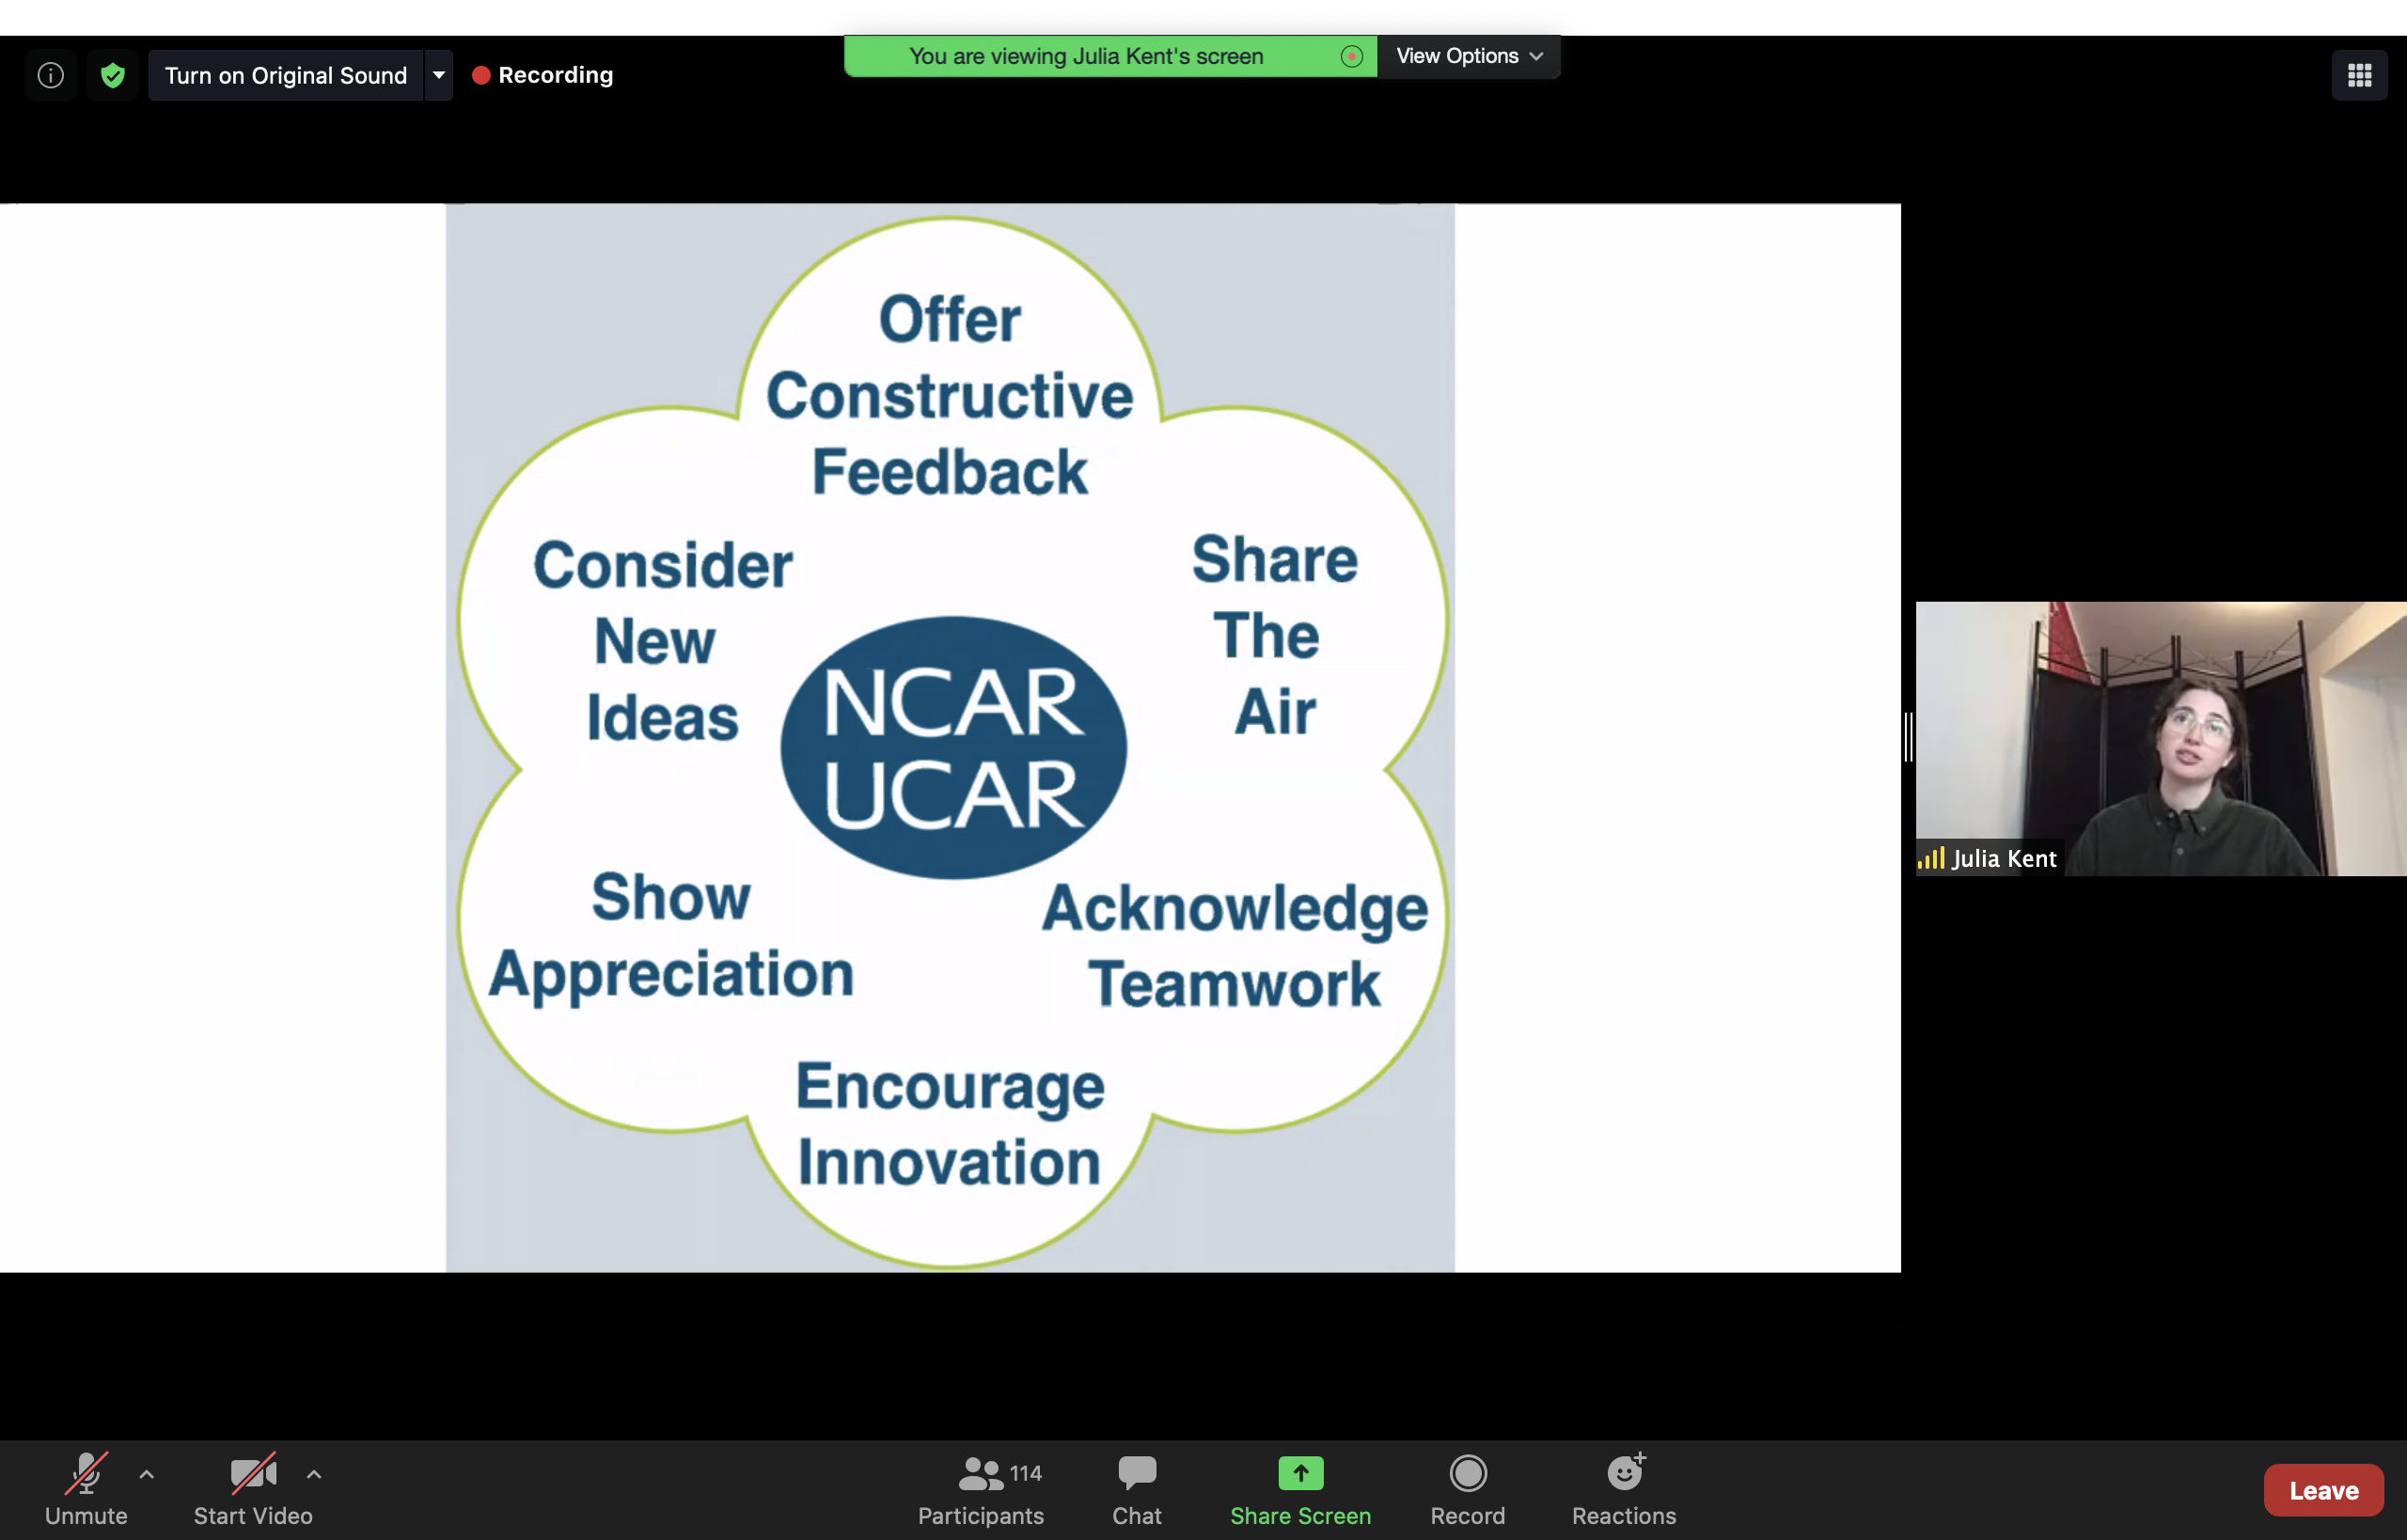 You are viewing Julia Kent's screen
View Options
Turn on Original Sound
Recording
Offer
Constructive
Feedback
Consider
New
Ideas
Share
The
Air
NCAR
UCAR
Show
Appreciation
Acknowledge
Teamwork
Encourage
Innovation
Julia Kent
Unmute
Start Video
114
Participants
Chat
Share Screen
Record
Reactions
Leave